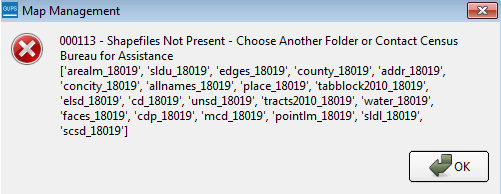 GUPS Map Management
000113 - Shapefiles Not Present - Choose Another Folder or Contact Census
Bureau for Assistance
['arealm_18019', 'sldu_18019', 'edges_18019', 'county_18019', 'addr_18019',
'concity_18019', 'allnames_18019', 'place_18019', 'tabblock2010_18019',
'elsd_18019', 'cd_18019', 'unsd_18019', 'tracts2010_18019', 'water_18019',
'faces_18019', 'cdp_18019', 'mcd_18019', 'pointlm_18019', 'sldl_18019',
'scsd_18019']
OK